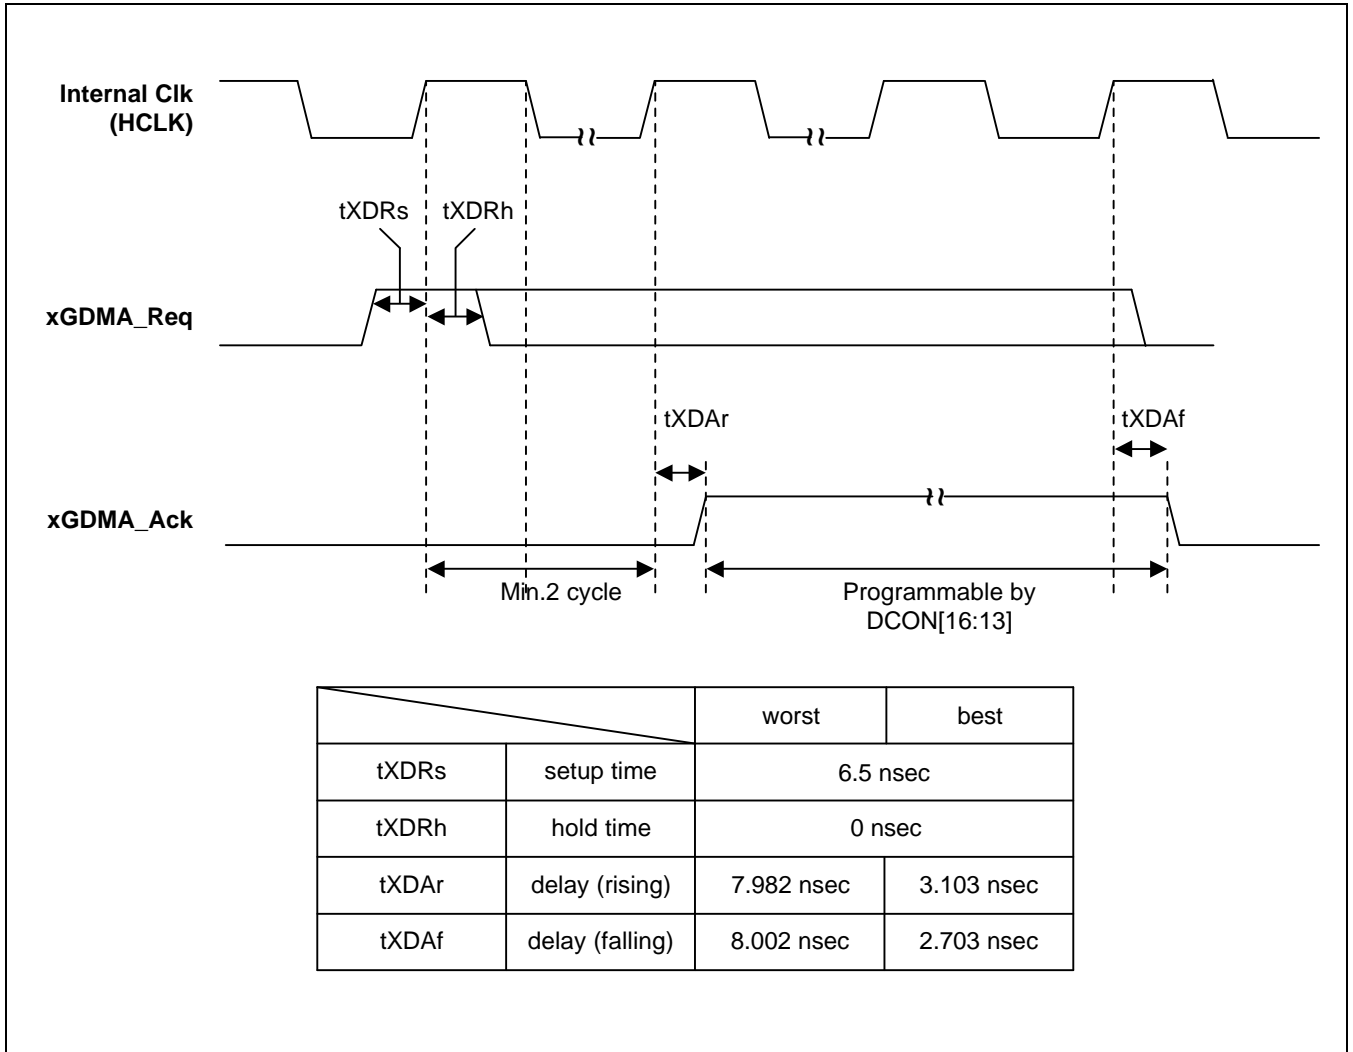 Internal Clk
(HCLK)
tXDRs tXDRh
xGDMA_Req
tXDAr tXDAf
xGDMA_Ack
Min.2 cycle Programmable by
DCON[16:13]
worst best
tXDRs setup time 6.5 nsec
tXDRh hold time 0 nsec
tXDAr delay (rising) 7.982 nsec 3.103 nsec
tXDAf delay (falling) 8.002 nsec 2.703 nsec